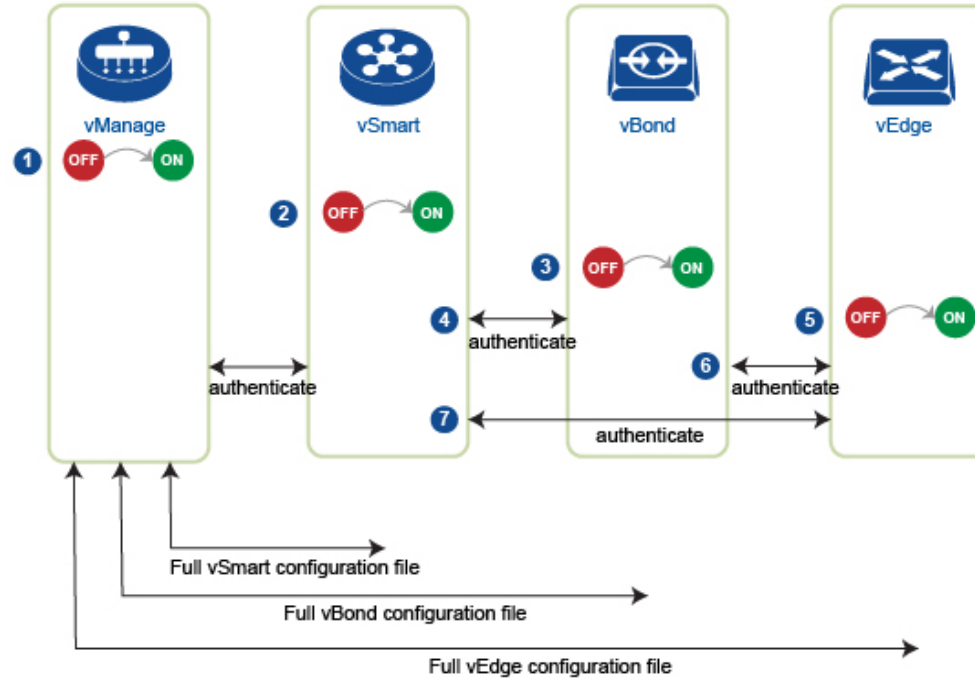 vManage
vSmart
vBond
vEdge
1
OFF
ON
2
OFF
ON
3
OFF
ON
4
authenticate
5
OFF
ON
authenticate
6
authenticate
7
authenticate
Full vSmart configuration file
Full vBond configuration file
Full vEdge configuration file